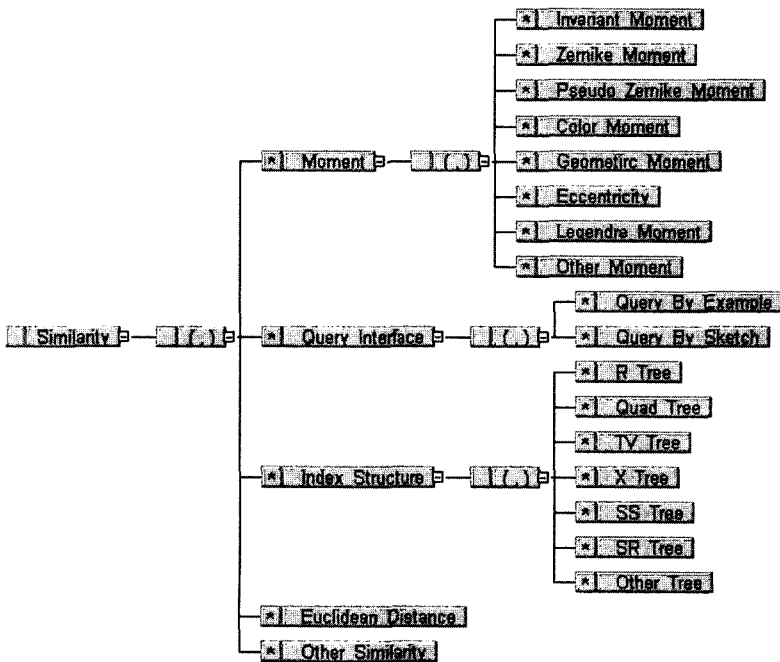 * Invariant Moment
* Zernike Moment
* Pseudo Zernike Moment
* Color Moment
* Moment (,) * Geometirc Moment
* Eccentricity
* Legendre Moment
* Other Moment
* Query By Example
Similarity (,) * Query Interface (,) * Query By Sketch
* R Tree
* Quad Tree
* TV Tree
* Index Structure (,) * X Tree
* SS Tree
* SR Tree
* Other Tree
* Euclidean Distance
* Other Similarity